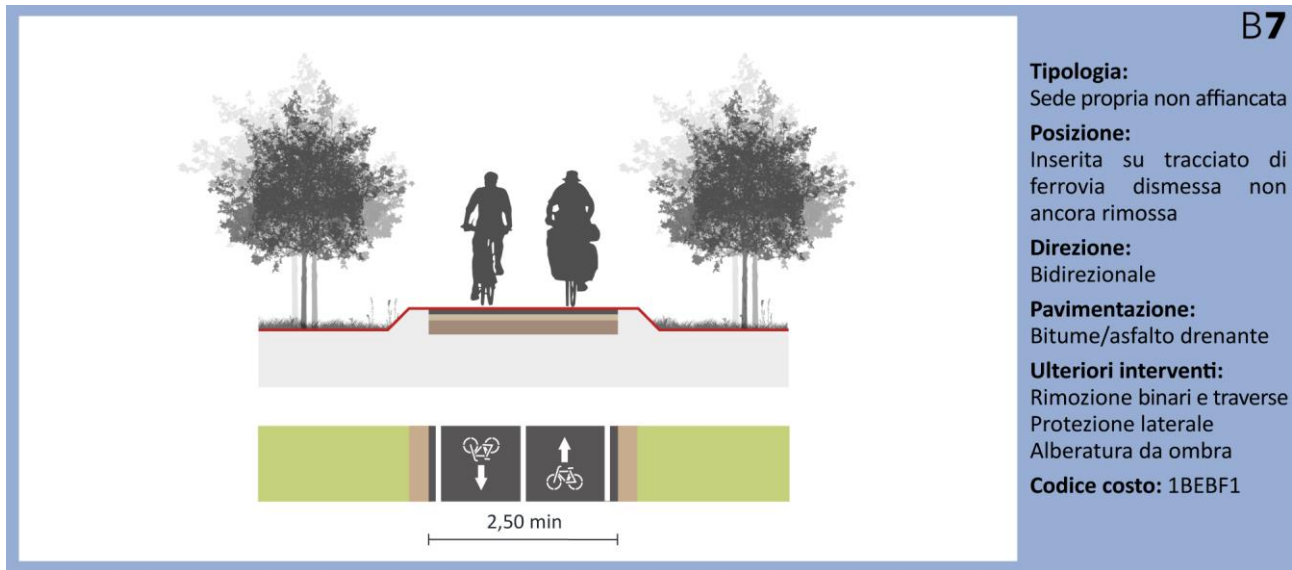 B7
Tipologia:
Sede propria non affiancata
Posizione:
Inserita su tracciato di
ferrovia dismessa non
ancora rimossa
Direzione:
Bidirezionale
Pavimentazione:
Bitume/asfalto drenante
Ulteriori interventi:
Rimozione binari e traverse
Protezione laterale
Alberatura da ombra
Codice costo: 1BEBF1
2,50 min